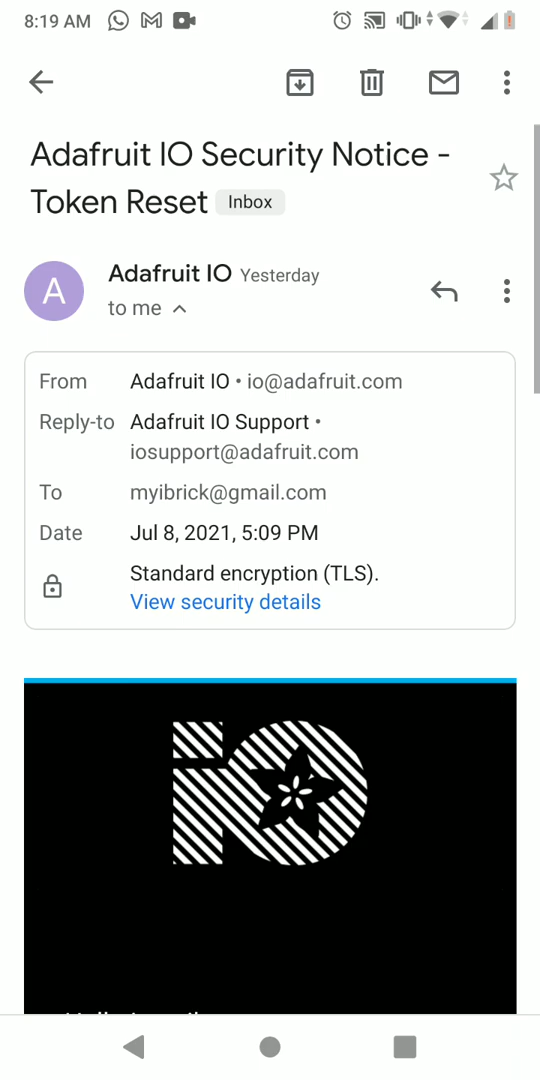 8:19 AM
Adafruit IO Security Notice -
Token Reset Inbox
A
Adafruit IO Yesterday
to me
From Adafruit IO • io@adafruit.com
Reply-to Adafruit IO Support •
iosupport@adafruit.com
To myibrick@gmail.com
Date Jul 8, 2021, 5:09 PM
Standard encryption (TLS).
View security details
iO